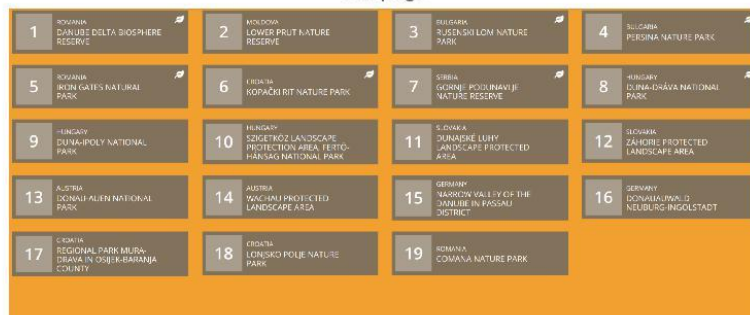 1
ROMANIA
DANUBE DELTA BIOSPHERE
RESERVE
2
MOLDOVA
LOWER PRUT NATURE
RESERVE
3
BULGARIA
RUSENSKI LOM NATURE
PARK
4
BULGARIA
PERSINA NATURE PARK
5
ROMANIA
IRON GATES NATURAL
PARK
6
CROATIA
KOPAČKI RIT NATURE PARK
7
SERBIA
GORNJE PODUNAVLJE
NATURE RESERVE
8
HUNGARY
DUNA-DRÁVA NATIONAL
PARK
9
HUNGARY
DUNA-IPOLY NATIONAL
PARK
10
HUNGARY
SZIGETKÖZ LANDSCAPE
PROTECTION AREA, FERTŐ-
HANSÁG NATIONAL PARK
11
SLOVAKIA
DUNAJSKÉ LUHY
LANDSCAPE PROTECTED
AREA
12
SLOVAKIA
ZÁHORIE PROTECTED
LANDSCAPE AREA
13
AUSTRIA
DONAU-AUEN NATIONAL
PARK
14
AUSTRIA
WACHAU PROTECTED
LANDSCAPE AREA
15
GERMANY
NARROW VALLEY OF THE
DANUBE IN PASSAU
DISTRICT
16
GERMANY
DONAUAUWALD
NEUBURG-INGOLSTADT
17
CROATIA
REGIONAL PARK MURA-
DRAVA IN OSIJEK-BARANJA
COUNTY
18
CROATIA
LONJSKO POLJE NATURE
PARK
19
ROMANIA
COMANA NATURE PARK